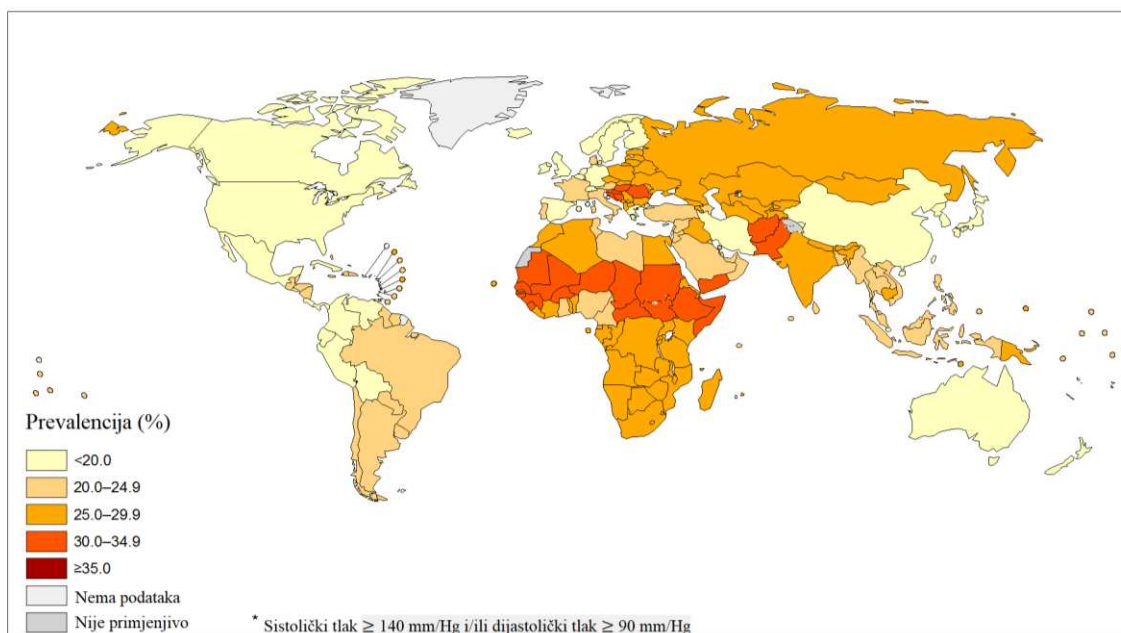 Prevalencija (%)
<20.0
20.0–24.9
25.0–29.9
30.0–34.9
≥35.0
Nema podataka
Nije primjenjivo
* Sistolički tlak ≥ 140 mm/Hg i/ili dijastolički tlak ≥ 90 mm/Hg